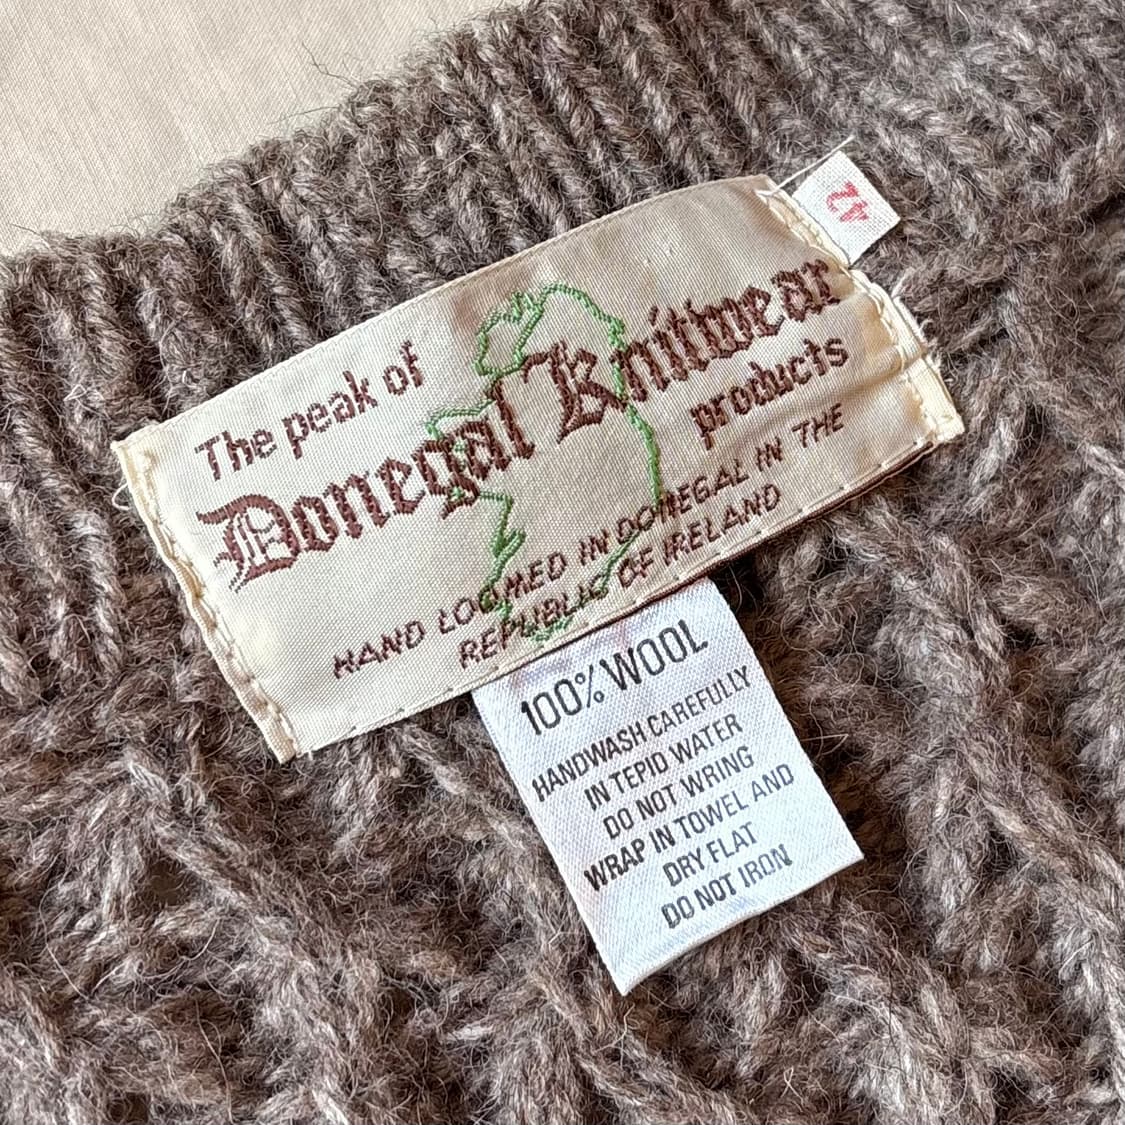 The peak of
Donegal Knitwear
products
HAND LOOMED IN DONEGAL IN THE
REPUBLIC OF IRELAND
42
100% WOOL
HANDWASH CAREFULLY
IN TEPID WATER
DO NOT WRING
WRAP IN TOWEL AND
DRY FLAT
DO NOT IRON